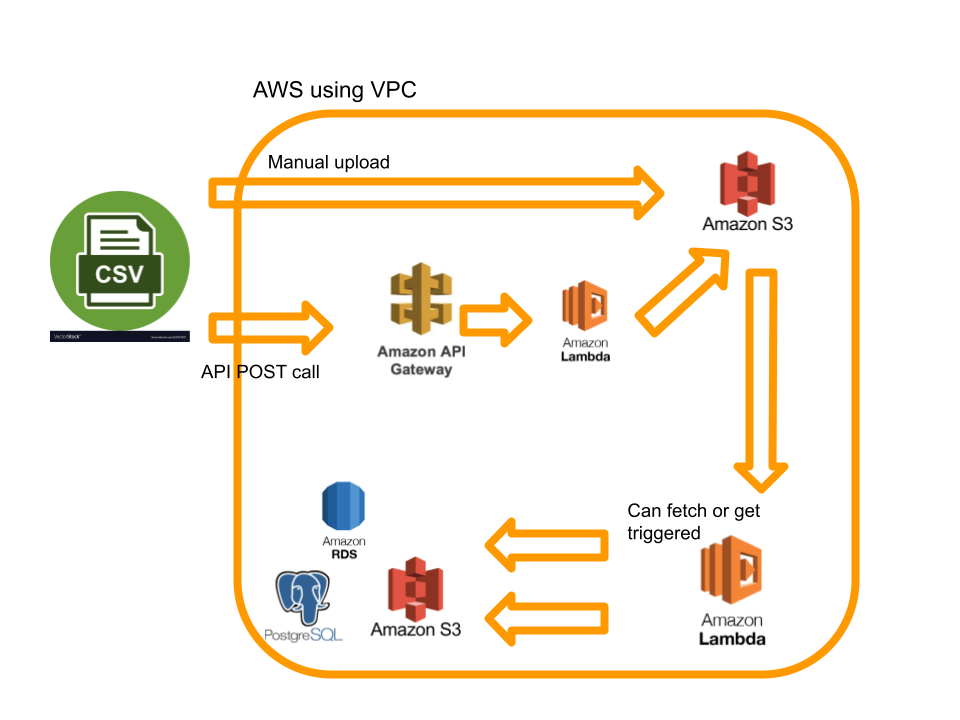 AWS using VPC
Manual upload
Amazon S3
CSV
VectorStock
Amazon API
Gateway
Amazon
Lambda
API POST call
Can fetch or get
triggered
Amazon
RDS
PostgreSQL
Amazon S3
Amazon
Lambda